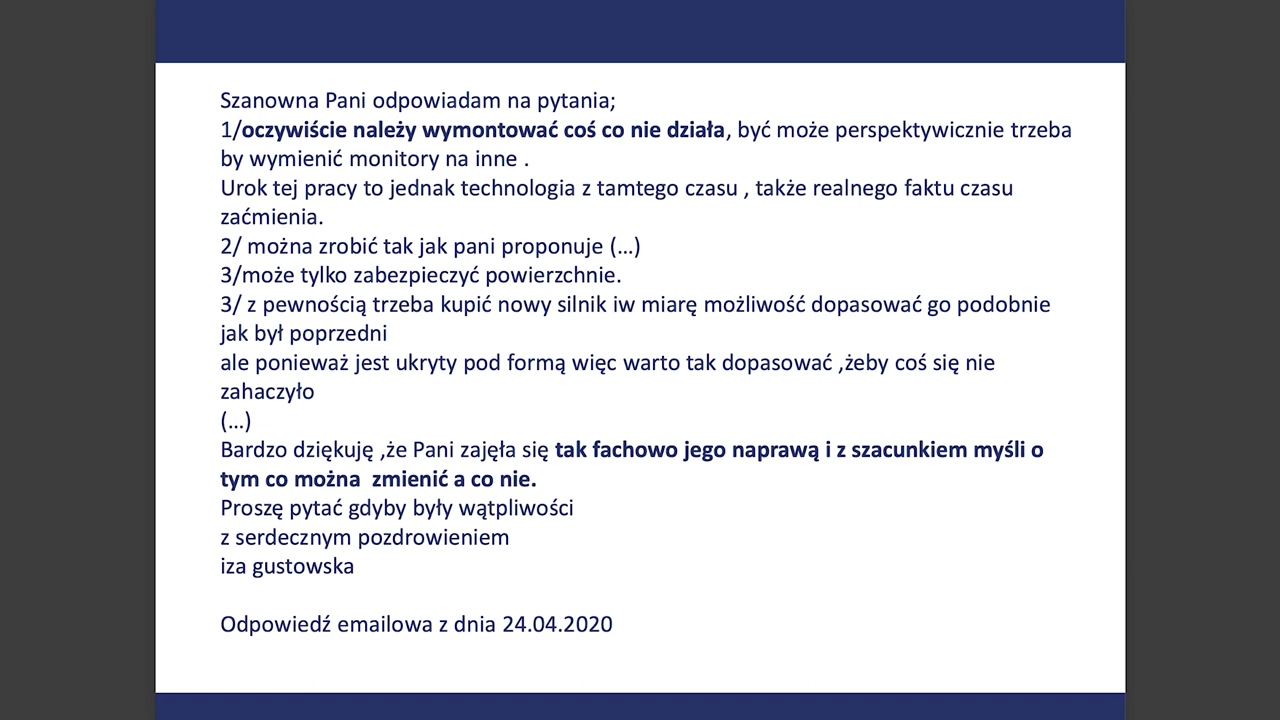 Szanowna Pani odpowiadam na pytania;
1/oczywiście należy wymontować coś co nie działa, być może perspektywicznie trzeba
by wymienić monitory na inne .
Urok tej pracy to jednak technologia z tamtego czasu , także realnego faktu czasu
zaćmienia.
2/ można zrobić tak jak pani proponuje (...)
3/może tylko zabezpieczyć powierzchnie.
3/ z pewnością trzeba kupić nowy silnik iw miarę możliwość dopasować go podobnie
jak był poprzedni
ale ponieważ jest ukryty pod formą więc warto tak dopasować ,żeby coś się nie
zahaczyło
(...)
Bardzo dziękuję ,że Pani zajęła się tak fachowo jego naprawą i z szacunkiem myśli o
tym co można  zmienić a co nie.
Proszę pytać gdyby były wątpliwości
z serdecznym pozdrowieniem
iza gustowska
Odpowiedź emailowa z dnia 24.04.2020